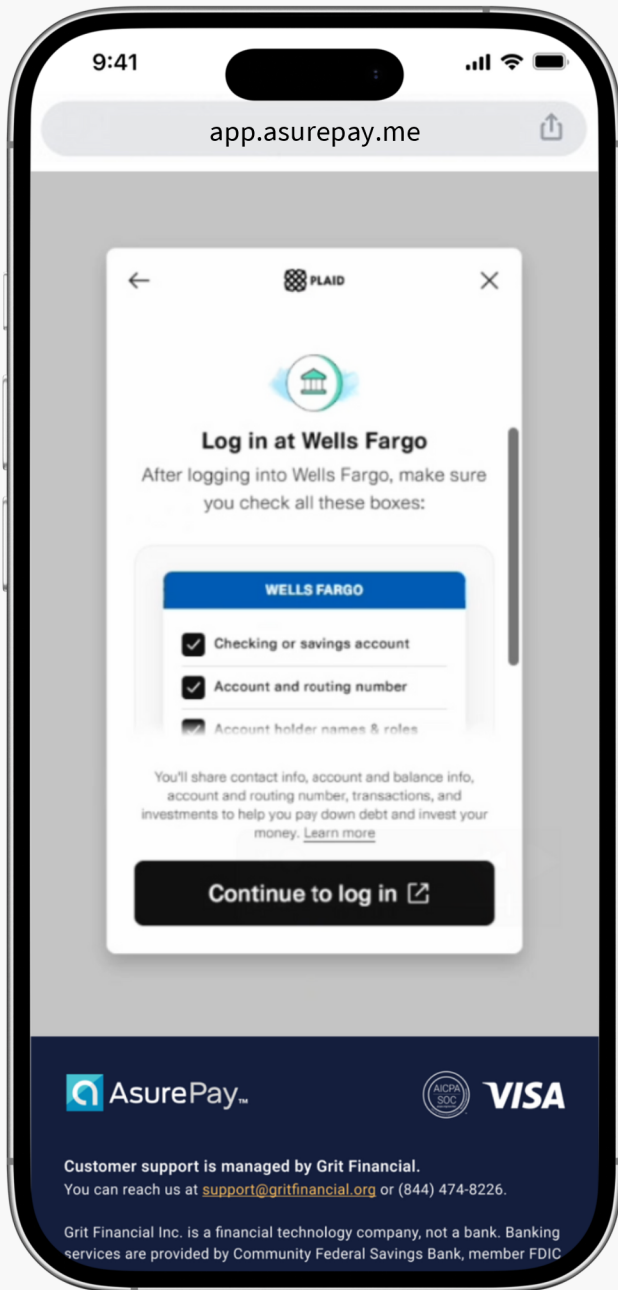 9:41
app.asurepay.me
PLAID
Log in at Wells Fargo
After logging into Wells Fargo, make sure
you check all these boxes:
WELLS FARGO
Checking or savings account
Account and routing number
Account holder names & roles
You'll share contact info, account and balance info,
account and routing number, transactions, and
investments to help you pay down debt and invest your
money. Learn more
Continue to log in
AsurePay™
AICPA
SOC
VISA
Customer support is managed by Grit Financial.
You can reach us at support@gritfinancial.org or (844) 474-8226.
Grit Financial Inc. is a financial technology company, not a bank. Banking
services are provided by Community Federal Savings Bank, member FDIC